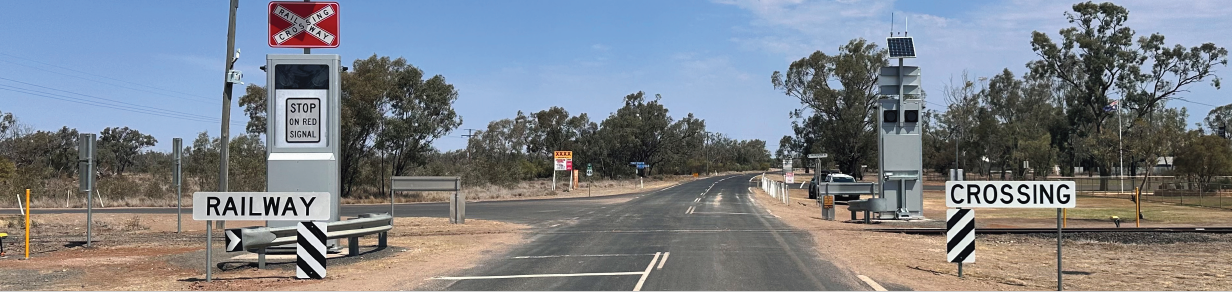 RAILWAY
CROSSING
STOP
ON RED
SIGNAL
RAILWAY
CROSSING